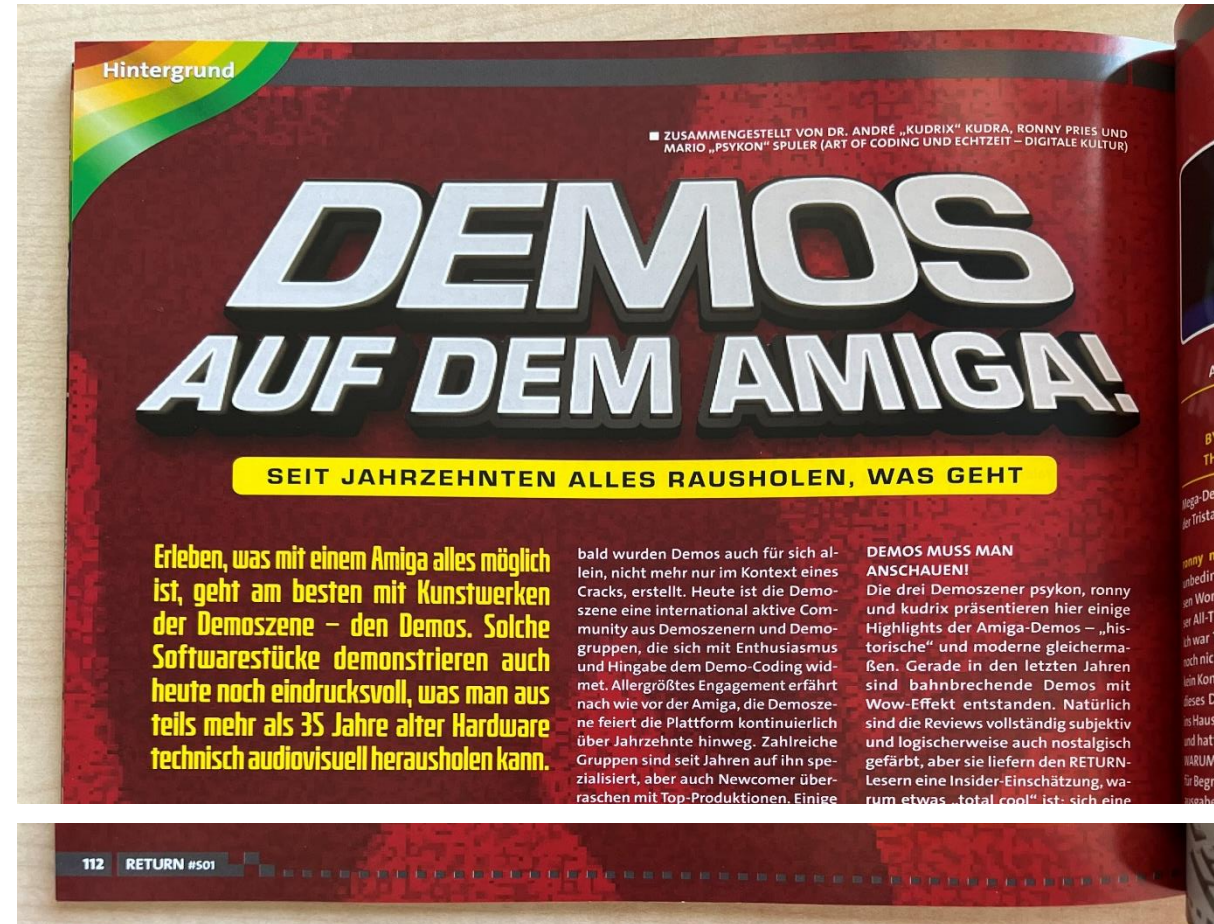 Hintergrund
■ ZUSAMMENGESTELLT VON DR. ANDRÉ „KUDRIX“ KUDRA, RONNY PRIES UND
MARIO „PSYKON“ SPULER (ART OF CODING UND ECHTZEIT – DIGITALE KULTUR)
DEMOS
AUF DEM AMIGA!
SEIT JAHRZEHNTEN ALLES RAUSHOLEN, WAS GEHT
Erleben, was mit einem Amiga alles möglich
ist, geht am besten mit Kunstwerken
der Demoszene – den Demos. Solche
Softwarestücke demonstrieren auch
heute noch eindrucksvoll, was man aus
teils mehr als 35 Jahre alter Hardware
technisch audiovisuell herausholen kann.
bald wurden Demos auch für sich al-
lein, nicht mehr nur im Kontext eines
Cracks, erstellt. Heute ist die Demo-
szene eine international aktive Com-
munity aus Demoszenern und Demo-
gruppen, die sich mit Enthusiasmus
und Hingabe dem Demo-Coding wid-
met. Allergrößtes Engagement erfährt
nach wie vor der Amiga, die Demosze-
ne feiert die Plattform kontinuierlich
über Jahrzehnte hinweg. Zahlreiche
Gruppen sind seit Jahren auf ihn spe-
zialisiert, aber auch Newcomer über-
raschen mit Top-Produktionen. Einige
DEMOS MUSS MAN
ANSCHAUEN!
Die drei Demoszener psykon, ronny
und kudrix präsentieren hier einige
Highlights der Amiga-Demos – „his-
torische“ und moderne gleicherma-
ßen. Gerade in den letzten Jahren
sind bahnbrechende Demos mit
Wow-Effekt entstanden. Natürlich
sind die Reviews vollständig subjektiv
und logischerweise auch nostalgisch
gefärbt, aber sie liefern den RETURN-
Lesern eine Insider-Einschätzung, wa-
rum etwas „total cool“ ist: sich eine
112 RETURN #S01